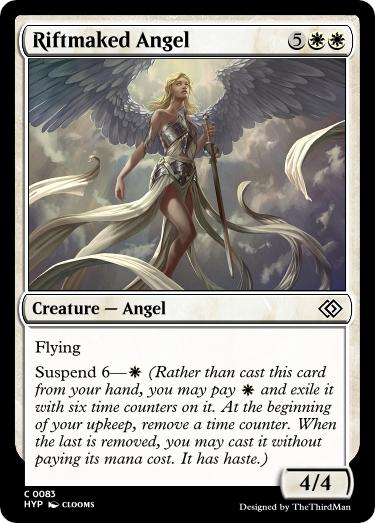 Riftmaked Angel 5
Creature — Angel
Flying
Suspend 6— (Rather than cast this card
from your hand, you may pay and exile it
with six time counters on it. At the beginning
of your upkeep, remove a time counter. When
the last is removed, you may cast it without
paying its mana cost. It has haste.)
4/4
C 0083
HYP CLOOMS
Designed by TheThirdMan